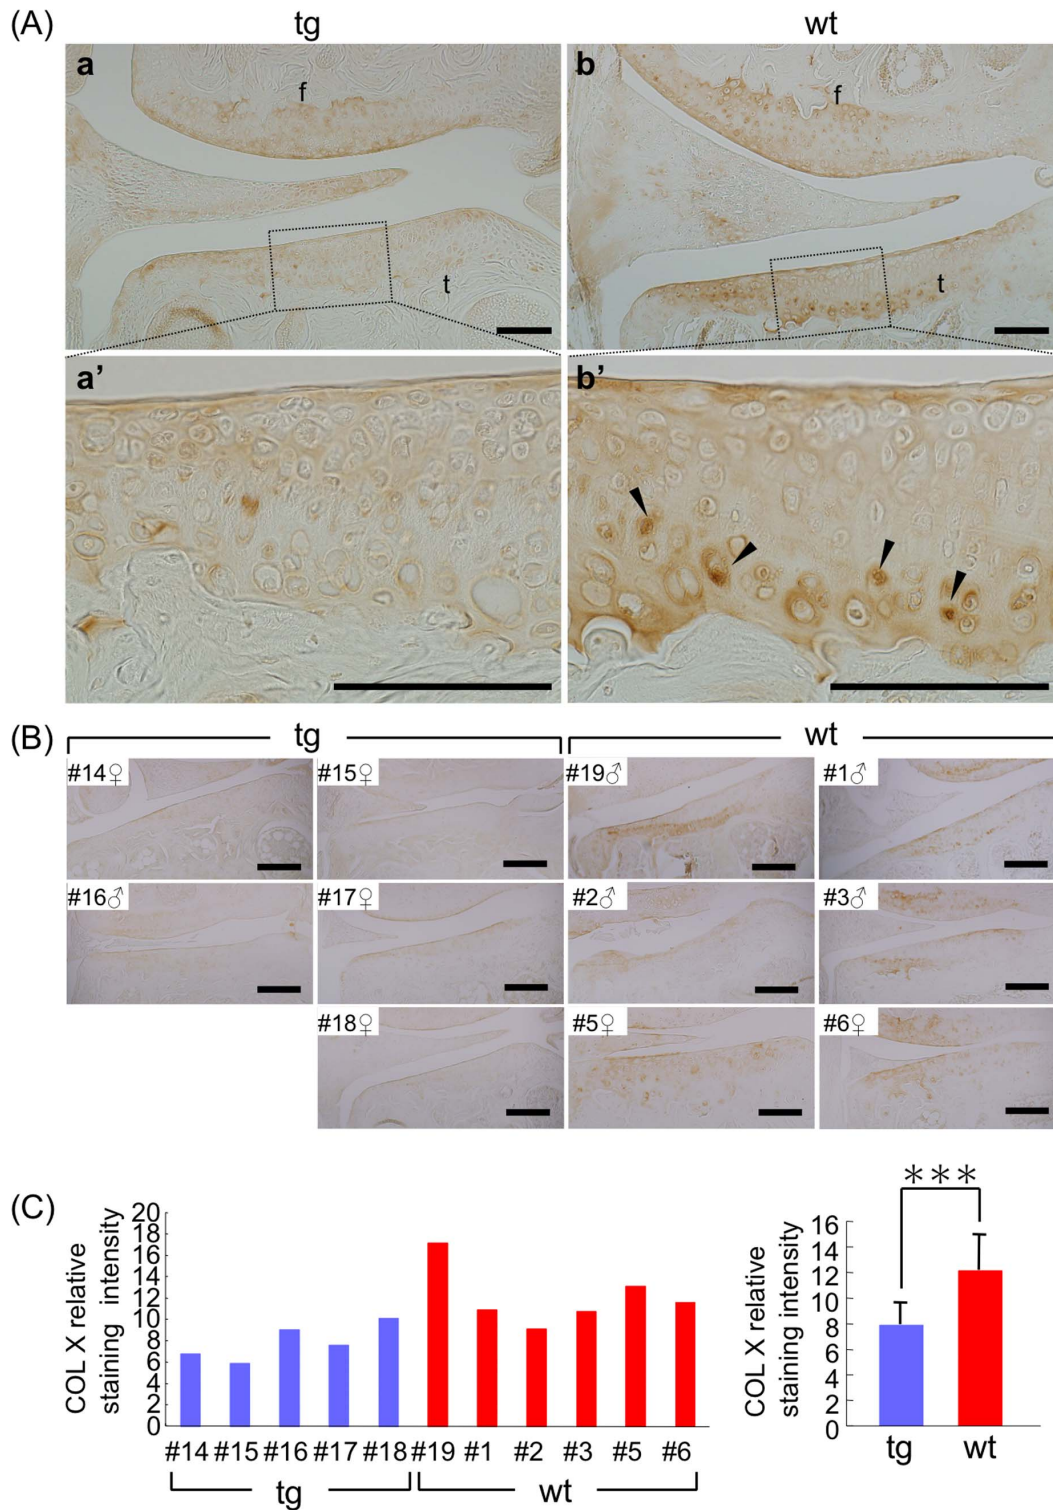 (A)
tg wt
a f t
b f t
a’
b’
(B)
tg wt
#14♀ #15♀ #19♂ #1♂
#16♂ #17♀ #2♂ #3♂
#18♀ #5♀ #6♀
(C)
COL X relative
staining intensity
20
18
16
14
12
10
8
6
4
2
0
#14 #15 #16 #17 #18 #19 #1 #2 #3 #5 #6
tg wt
***
COL X relative
staining intensity
16
14
12
10
8
6
4
2
0
tg wt